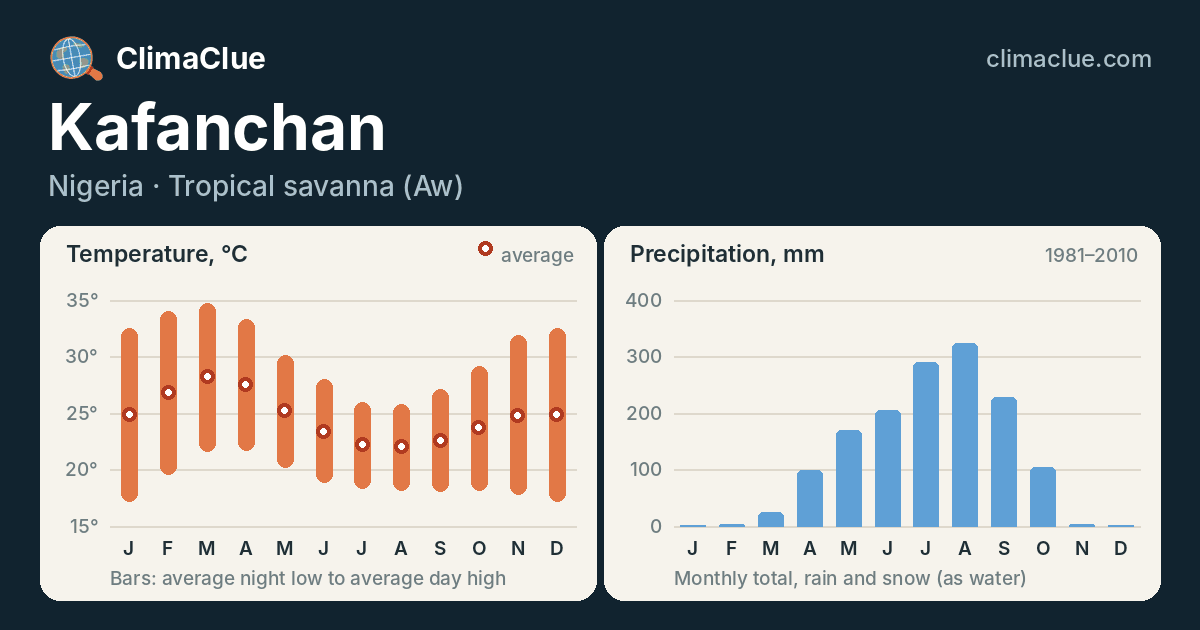 ClimaClue
climaclue.com
Kafanchan
Nigeria · Tropical savanna (Aw)
Temperature, °C
average
35°
30°
25°
20°
15°
J F M A M J J A S O N D
Bars: average night low to average day high
Precipitation, mm
1981–2010
400
300
200
100
0
J F M A M J J A S O N D
Monthly total, rain and snow (as water)